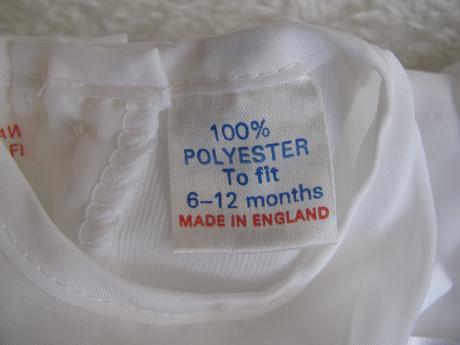 100%
POLYESTER
To fit
6–12 months
MADE IN ENGLAND